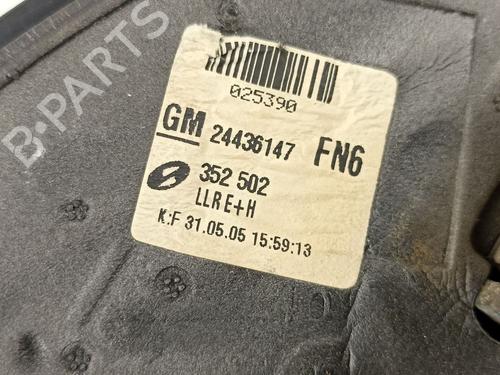 B-PARTS
025390
GM 24436147 FN6
352 502
LLRE+H
K:F 31.05.05 15:59:13